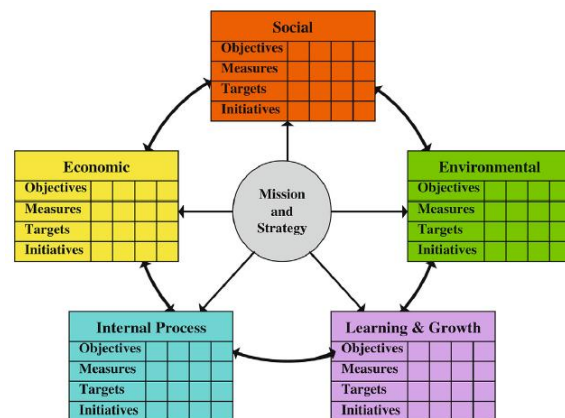 Social
Objectives
Measures
Targets
Initiatives
Economic
Objectives
Measures
Targets
Initiatives
Mission
and
Strategy
Environmental
Objectives
Measures
Targets
Initiatives
Internal Process
Objectives
Measures
Targets
Initiatives
Learning & Growth
Objectives
Measures
Targets
Initiatives